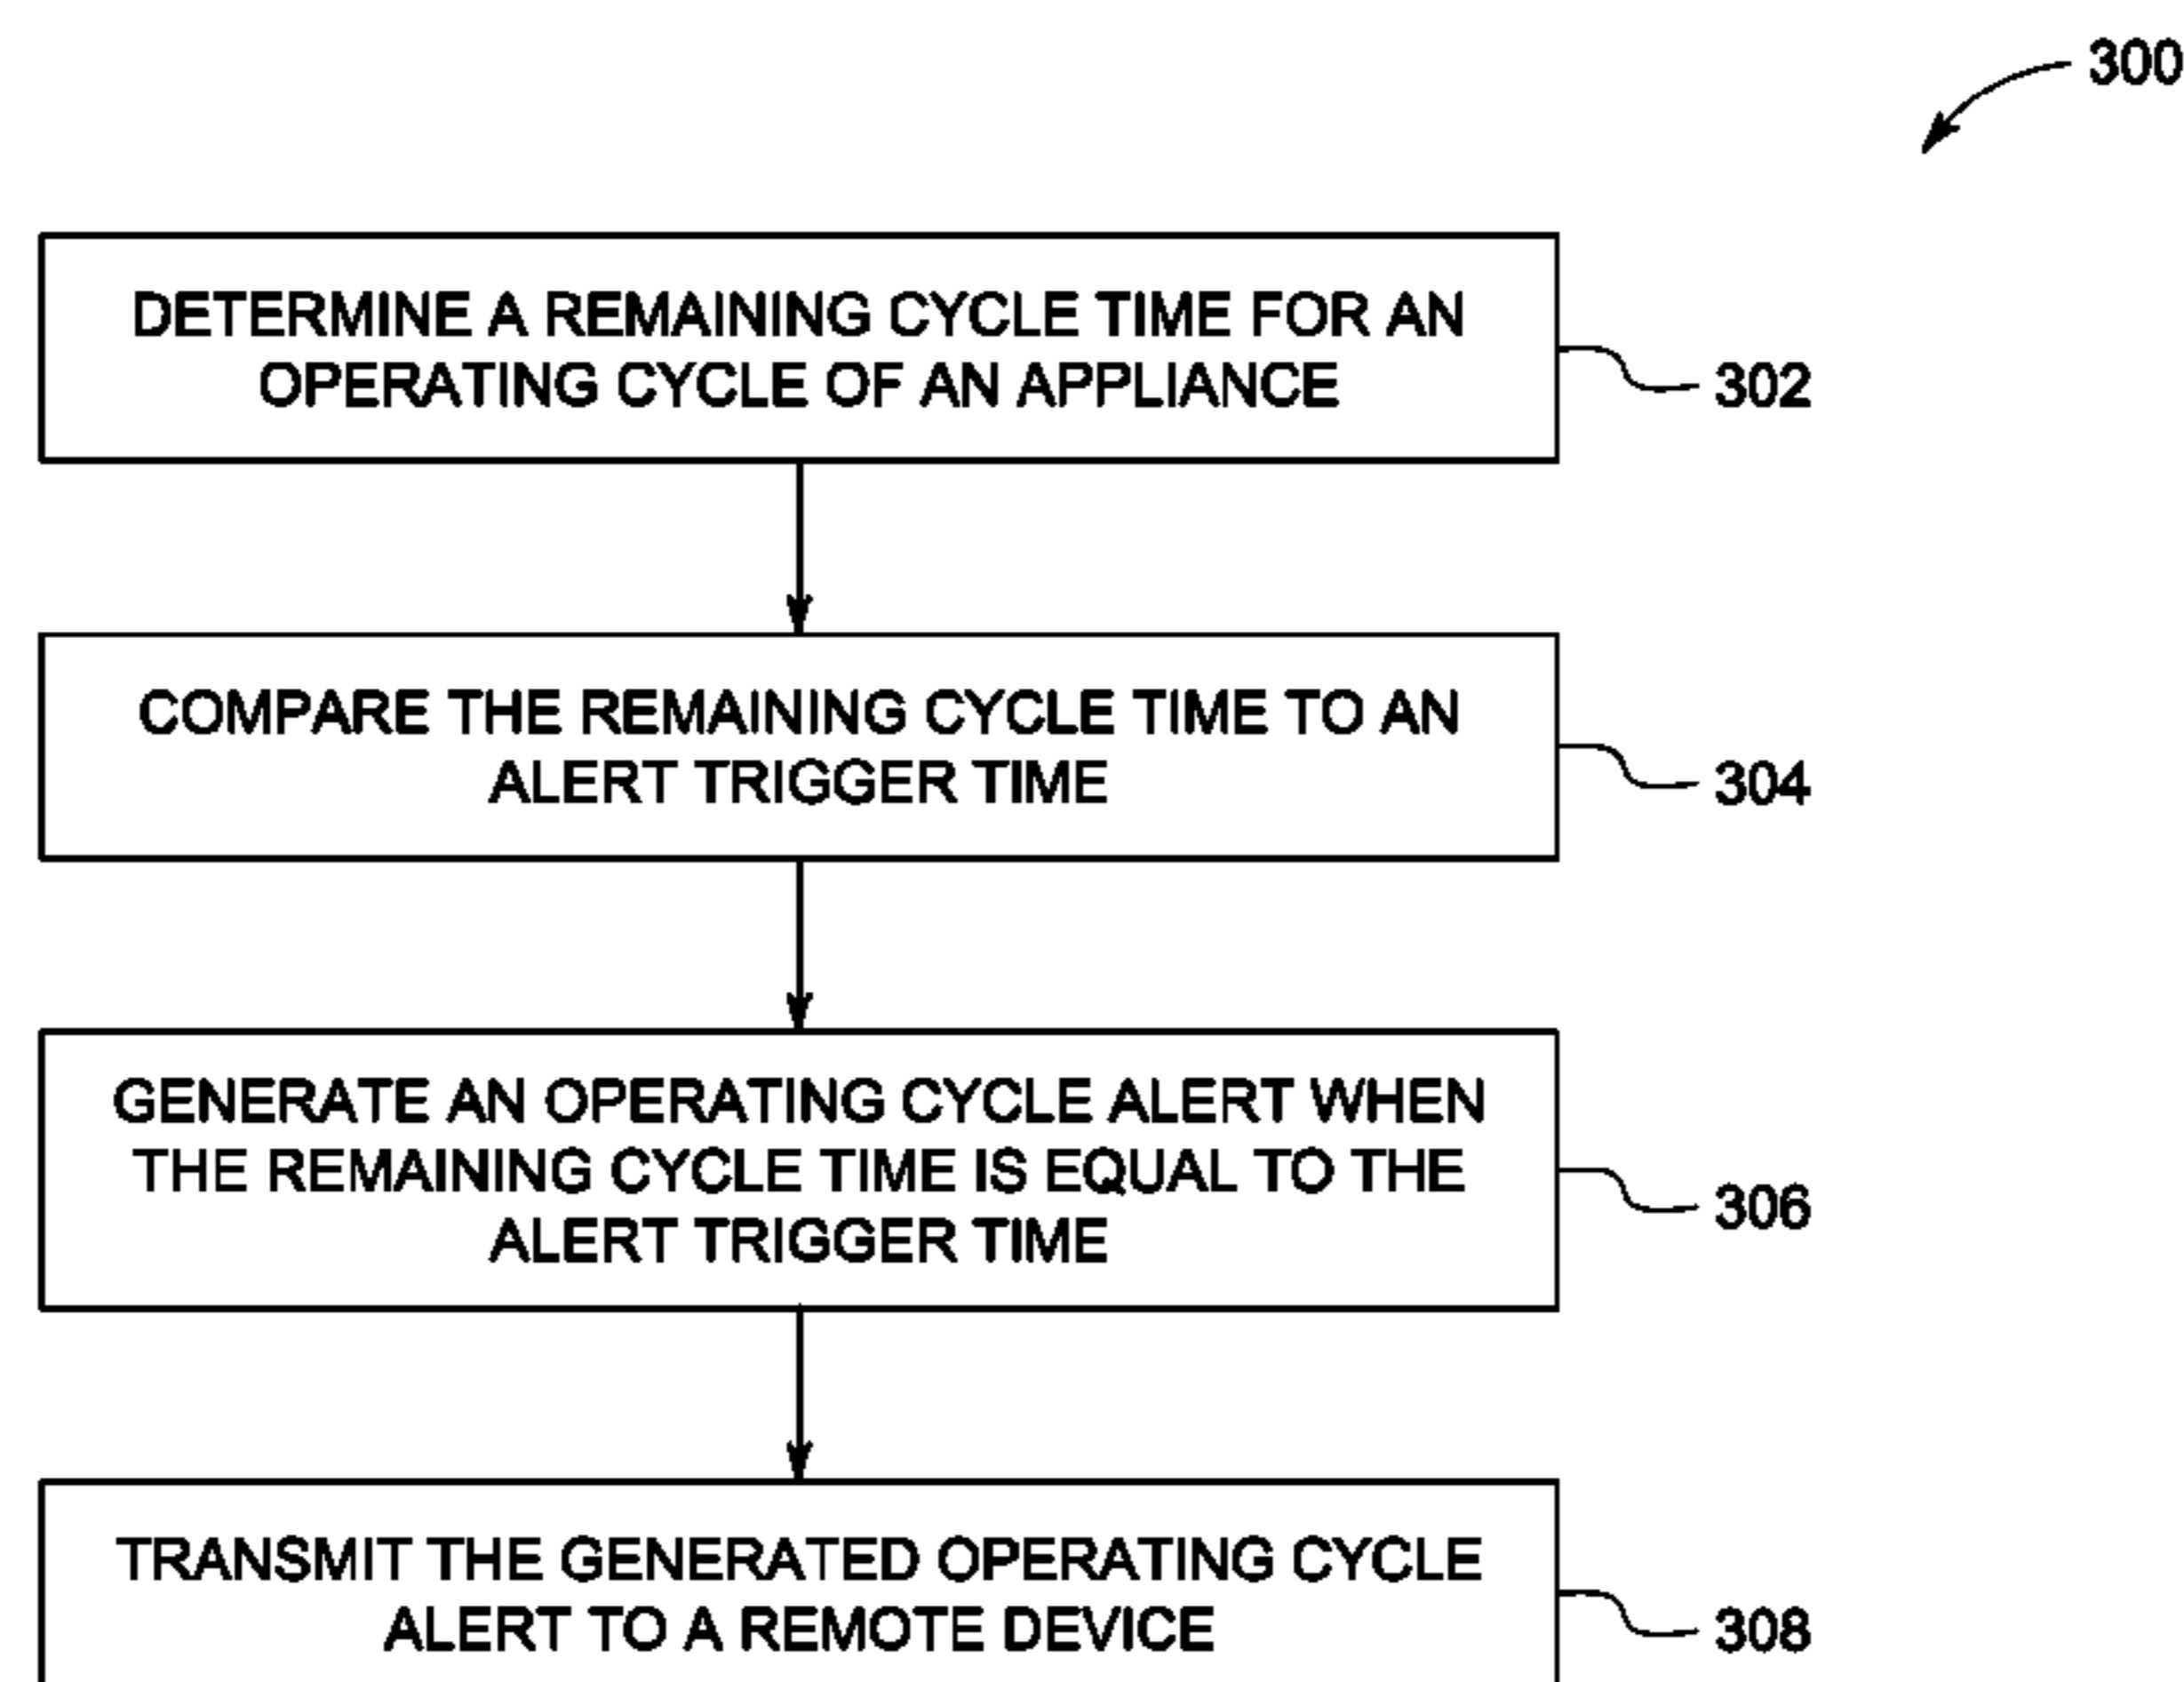 300
DETERMINE A REMAINING CYCLE TIME FOR AN
OPERATING CYCLE OF AN APPLIANCE
302
COMPARE THE REMAINING CYCLE TIME TO AN
ALERT TRIGGER TIME
304
GENERATE AN OPERATING CYCLE ALERT WHEN
THE REMAINING CYCLE TIME IS EQUAL TO THE
ALERT TRIGGER TIME
306
TRANSMIT THE GENERATED OPERATING CYCLE
ALERT TO A REMOTE DEVICE
308